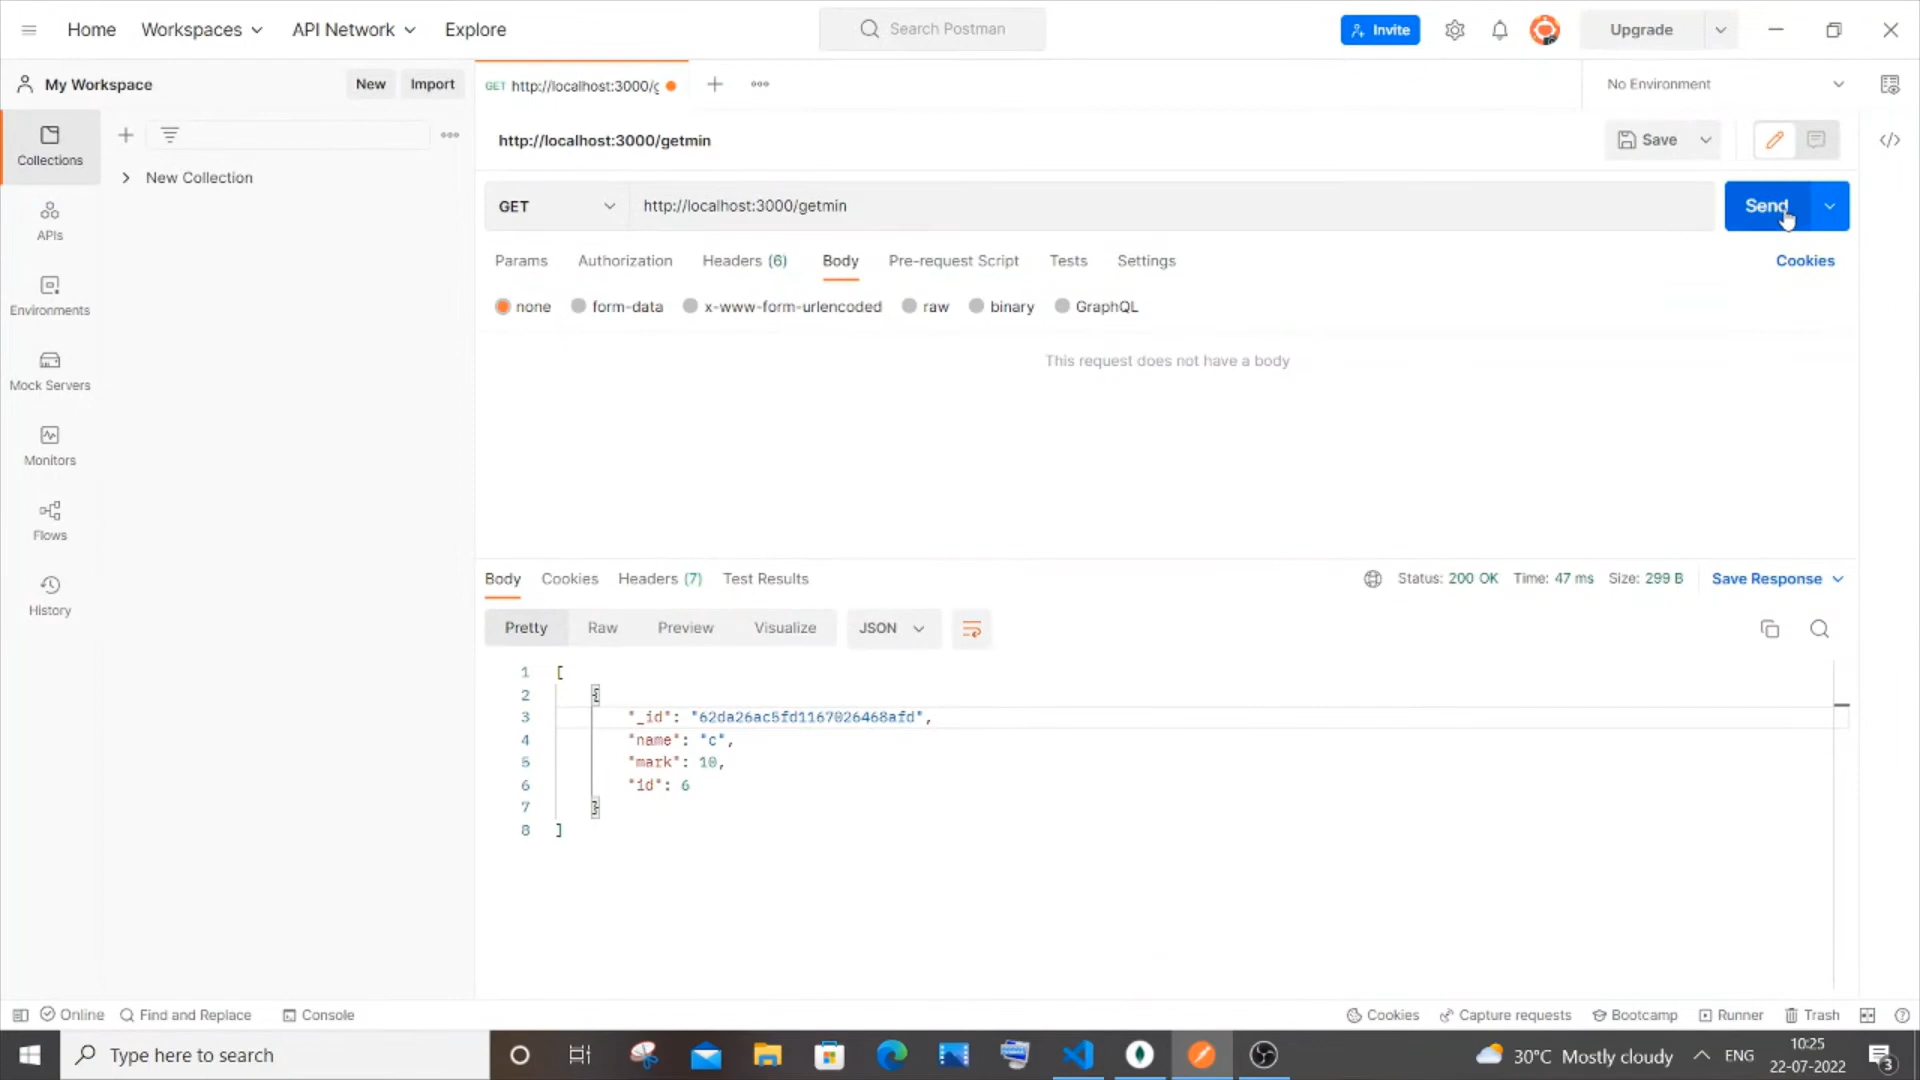 Home Workspaces API Network Explore Search Postman Invite Upgrade
My Workspace New Import GET http://localhost:3000/g No Environment
http://localhost:3000/getmin Save
Collections
New Collection
GET http://localhost:3000/getmin Send
APIs
Params Authorization Headers (6) Body Pre-request Script Tests Settings Cookies
Environments
none form-data x-www-form-urlencoded raw binary GraphQL
This request does not have a body
Mock Servers
Monitors
Flows
Body Cookies Headers (7) Test Results Status: 200 OK Time: 47 ms Size: 299 B Save Response
History
Pretty Raw Preview Visualize JSON
1 [
2 {
3 "_id": "62da26ac5fd1167026468afd",
4 "name": "c",
5 "mark": 10,
6 "id": 6
7 }
8 ]
Online Find and Replace Console Cookies Capture requests Bootcamp Runner Trash
Type here to search 30°C Mostly cloudy ENG 10:25
22-07-2022 3